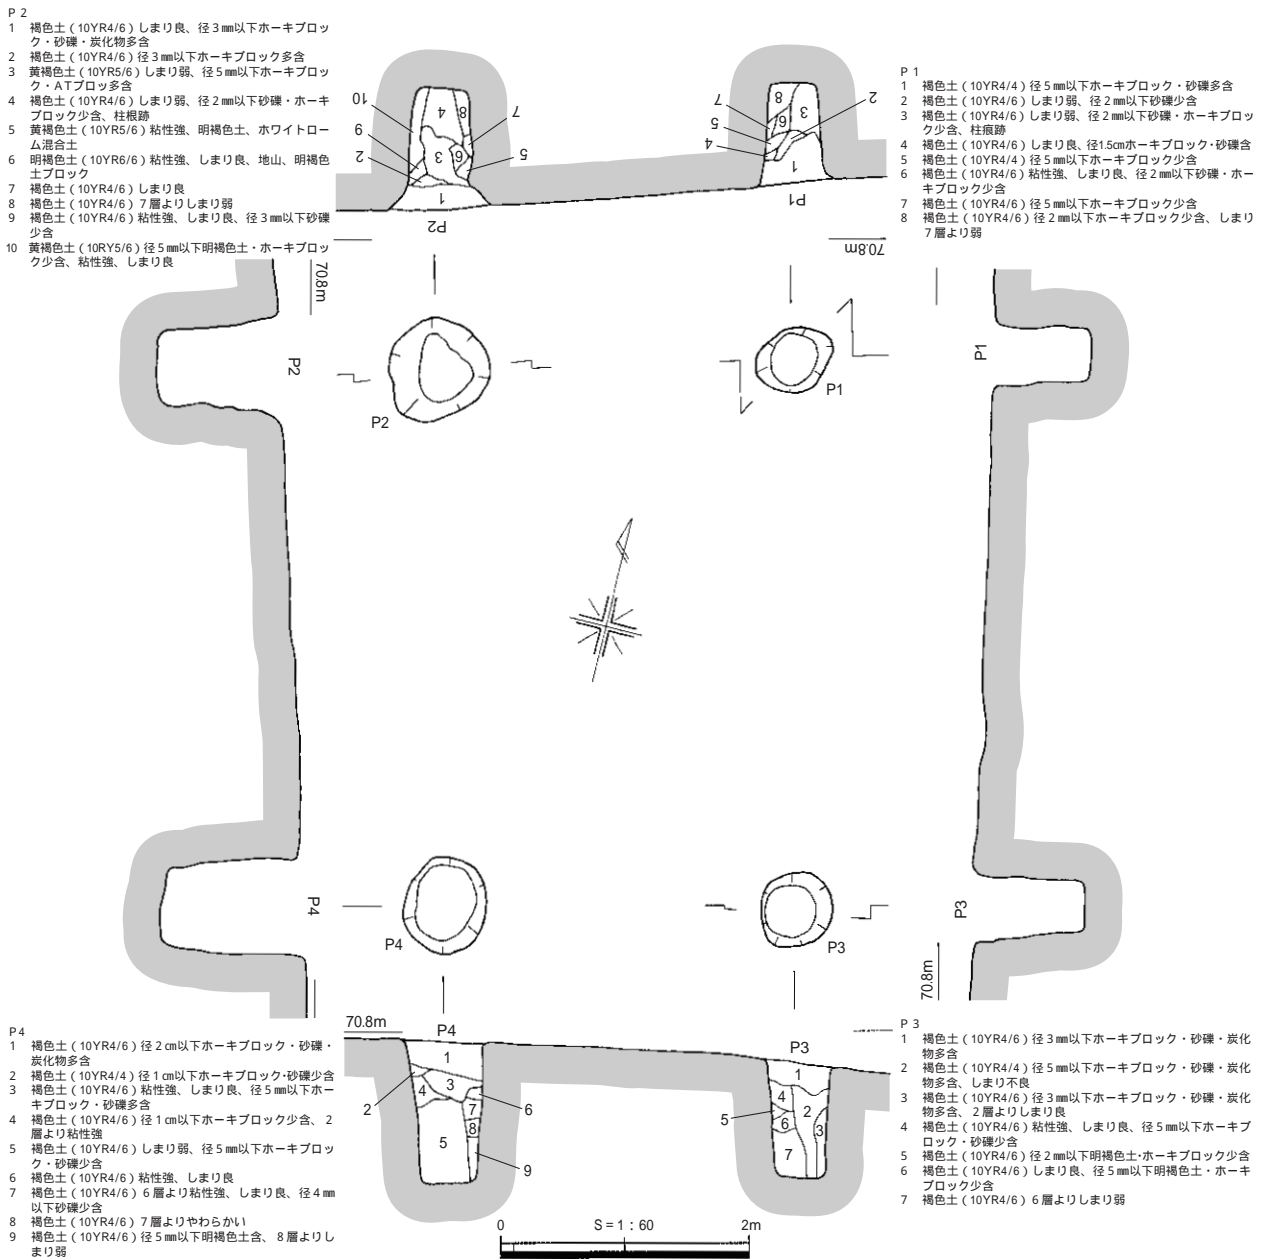 P 2
1 褐色土（10YR4/6）しまり良、径３㎜以下ホーキブロッ
ク・砂礫・炭化物多含
2 褐色土（10YR4/6）径３㎜以下ホーキブロック多含
3 黄褐色土（10YR5/6）しまり弱、径５㎜以下ホーキブロッ
ク・ＡＴブロッ多含
4 褐色土（10YR4/6）しまり弱、径２㎜以下砂礫・ホーキ
ブロック少含、柱根跡
5 黄褐色土（10YR5/6）粘性強、明褐色土、ホワイトロー
ム混合土
6 明褐色土（10YR6/6）粘性強、しまり良、地山、明褐色
土ブロック
7 褐色土（10YR4/6）しまり良
8 褐色土（10YR4/6）７層よりしまり弱
9 褐色土（10YR4/6）粘性強、しまり良、径３㎜以下砂礫
少含
10 黄褐色土（10RY5/6）径５㎜以下明褐色土・ホーキブロッ
ク少含、粘性強、しまり良
P 1
1 褐色土（10YR4/4）径５㎜以下ホーキブロック・砂礫多含
2 褐色土（10YR4/6）しまり弱、径２㎜以下砂礫少含
3 褐色土（10YR4/6）しまり弱、径２㎜以下砂礫・ホーキブロッ
ク少含、柱痕跡
4 褐色土（10YR4/6）しまり良、径1.5㎝ホーキブロック・砂礫含
5 褐色土（10YR4/4）径５㎜以下ホーキブロック少含
6 褐色土（10YR4/6）粘性強、しまり良、径２㎜以下砂礫・ホー
キブロック少含
7 褐色土（10YR4/6）径５㎜以下ホーキブロック少含
8 褐色土（10YR4/6）径２㎜以下ホーキブロック少含、しまり
７層より弱
10
9
2
4
8
3
6
1
7
5
P2
8
3
6
1
2
7
5
4
P1
70.8m
70.8m
P2
P2
P1
P1
P4
P4
P3
P3
70.8m
70.8m
P4
1
2
4
3
7
6
8
5
9
P3
1
4
2
5
6
3
7
P 4
1 褐色土（10YR4/6）径２㎝以下ホーキブロック・砂礫・
炭化物多含
2 褐色土（10YR4/4）径１㎝以下ホーキブロック・砂礫少含
3 褐色土（10YR4/6）粘性強、しまり良、径５㎜以下ホー
キブロック・砂礫多含
4 褐色土（10YR4/6）径１㎝以下ホーキブロック少含、２
層より粘性強
5 褐色土（10YR4/6）しまり弱、径５㎜以下ホーキブロッ
ク・砂礫少含
6 褐色土（10YR4/6）粘性強、しまり良
7 褐色土（10YR4/6）６層より粘性強、しまり良、径４㎜
以下砂礫少含
8 褐色土（10YR4/6）７層よりやわらかい
9 褐色土（10YR4/6）径５㎜以下明褐色土含、８層よりし
まり弱
P 3
1 褐色土（10YR4/6）径３㎜以下ホーキブロック・砂礫・炭化
物多含
2 褐色土（10YR4/4）径５㎜以下ホーキブロック・砂礫・炭化
物多含、しまり不良
3 褐色土（10YR4/6）径３㎜以下ホーキブロック・砂礫・炭化
物多含、２層よりしまり良
4 褐色土（10YR4/6）粘性強、しまり良、径５㎜以下ホーキブ
ロック・砂礫少含
5 褐色土（10YR4/6）径２㎜以下明褐色土・ホーキブロック少含
6 褐色土（10YR4/6）しまり良、径５㎜以下明褐色土・ホーキ
ブロック少含
7 褐色土（10YR4/6）６層よりしまり弱
0 S＝1：60 2m